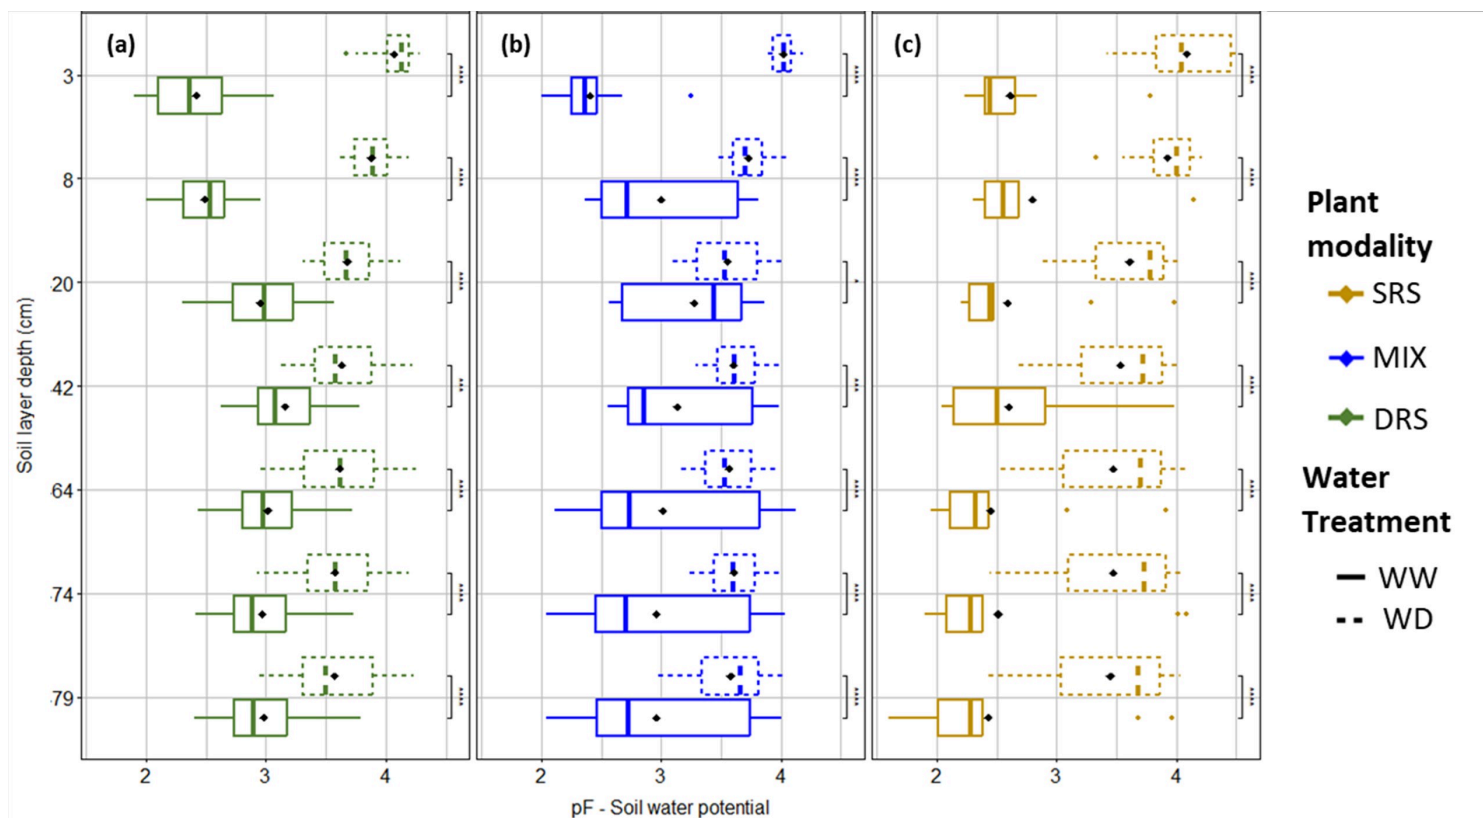 (a)
(b)
(c)
Soil layer depth (cm)
3
8
20
42
64
74
79
2 3 4
2 3 4
2 3 4
pF - Soil water potential
Plant
modality
SRS
MIX
DRS
Water
Treatment
WW
WD